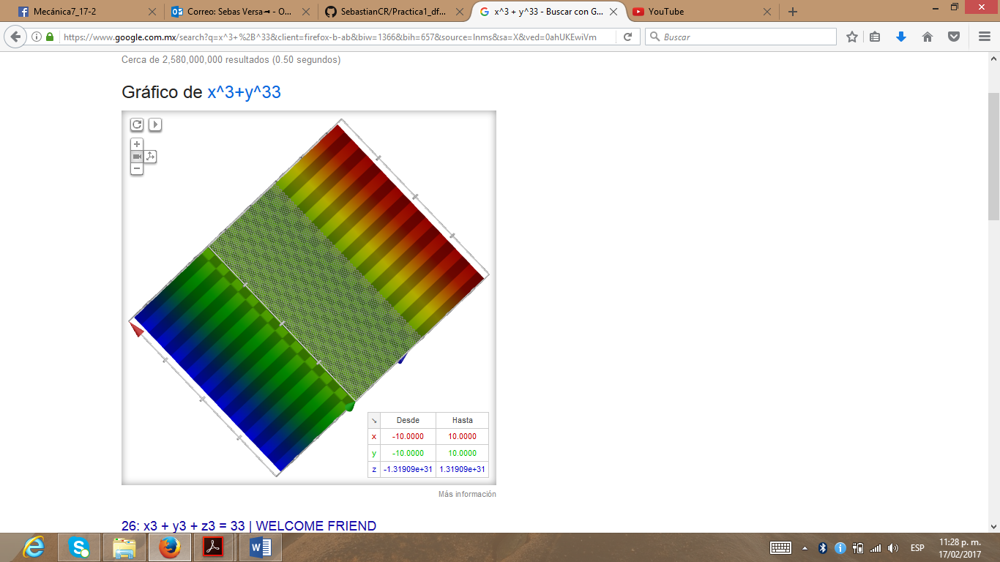 Mecánica7_17-2
Correo: Sebas Versa◄ - O...
SebastianCR/Practica1_df...
x^3 + y^33 - Buscar con G...
YouTube
https://www.google.com.mx/search?q=x^3+%2B^33&client=firefox-b-ab&biw=1366&bih=657&source=lnms&sa=X&ved=0ahUKEwiVm
Buscar
Cerca de 2,580,000,000 resultados (0.50 segundos)
Gráfico de x^3+y^33
Desde Hasta
x -10.0000 10.0000
y -10.0000 10.0000
z -1.31909e+31 1.31909e+31
Más información
26: x3 + y3 + z3 = 33 | WELCOME FRIEND
ESP
11:28 p. m.
17/02/2017